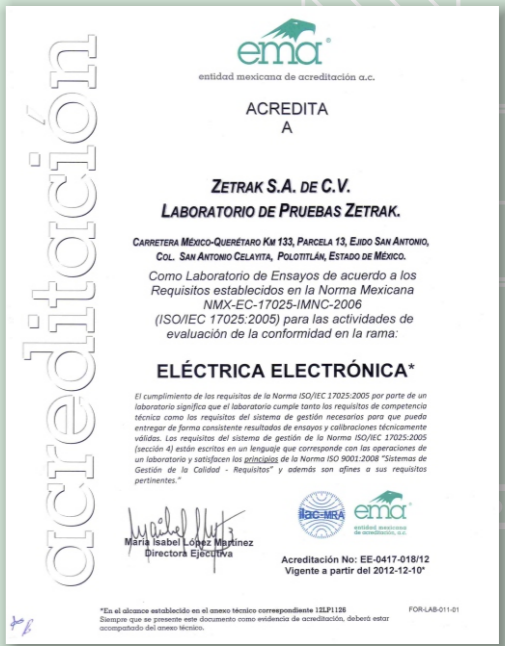 acreditación
ema
entidad mexicana de acreditación a.c.
ACREDITA
A
ZETRAK S.A. DE C.V.
LABORATORIO DE PRUEBAS ZETRAK.
CARRETERA MÉXICO-QUERÉTARO KM 133, PARCELA 13, EJIDO SAN ANTONIO,
COL. SAN ANTONIO CELAYITA, POLOTITLÁN, ESTADO DE MÉXICO.
Como Laboratorio de Ensayos de acuerdo a los
Requisitos establecidos en la Norma Mexicana
NMX-EC-17025-IMNC-2006
(ISO/IEC 17025:2005) para las actividades de
evaluación de la conformidad en la rama:
ELÉCTRICA ELECTRÓNICA*
El cumplimiento de los requisitos de la Norma ISO/IEC 17025:2005 por parte de un
laboratorio significa que el laboratorio cumple tanto los requisitos de competencia
técnica como los requisitos del sistema de gestión necesarios para que pueda
entregar de forma consistente resultados de ensayos y calibraciones técnicamente
válidas. Los requisitos del sistema de gestión de la Norma ISO/IEC 17025:2005
(sección 4) están escritos en un lenguaje que corresponde con las operaciones de
un laboratorio y satisfacen los principios de la Norma ISO 9001:2008 "Sistemas de
Gestión de la Calidad - Requisitos" y además son afines a sus requisitos
pertinentes."
María Isabel López Martínez
Directora Ejecutiva
ilac-MRA
ema
entidad mexicana
de acreditación, a.c.
Acreditación No: EE-0417-018/12
Vigente a partir del 2012-12-10*
*En el alcance establecido en el anexo técnico correspondiente 12LP1126
Siempre que se presente este documento como evidencia de acreditación, deberá estar
acompañado del anexo técnico.
FOR-LAB-011-01